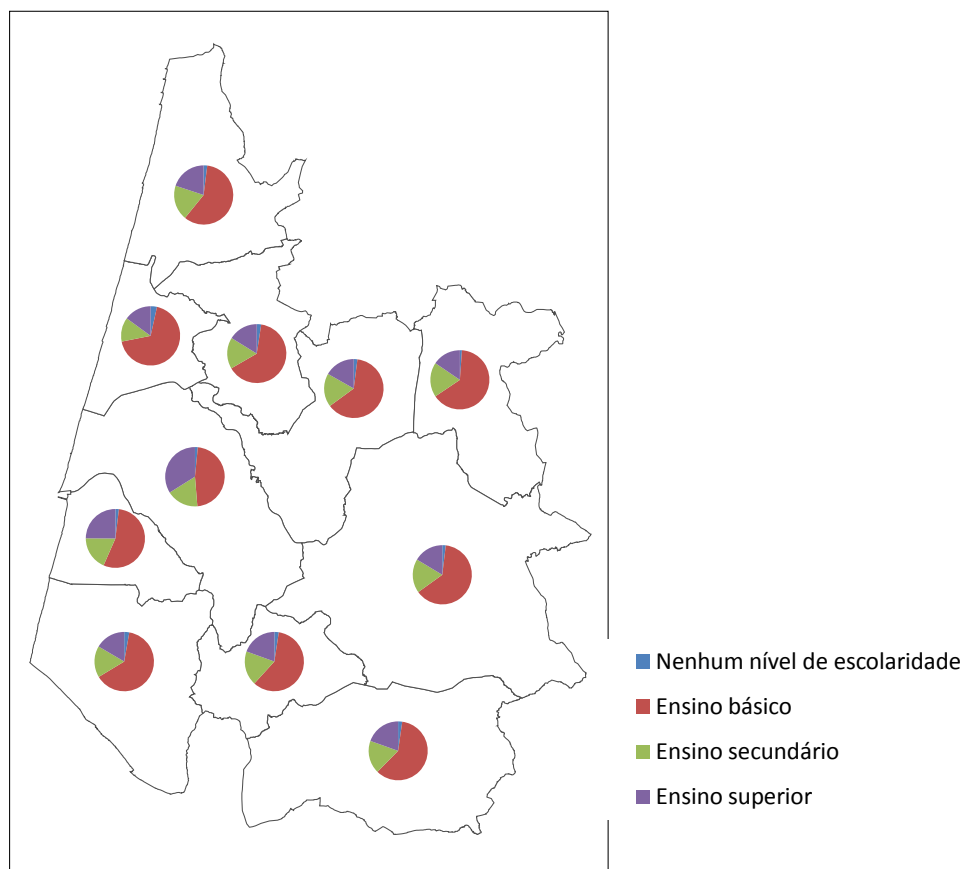 Nenhum nível de escolaridade
Ensino básico
Ensino secundário
Ensino superior